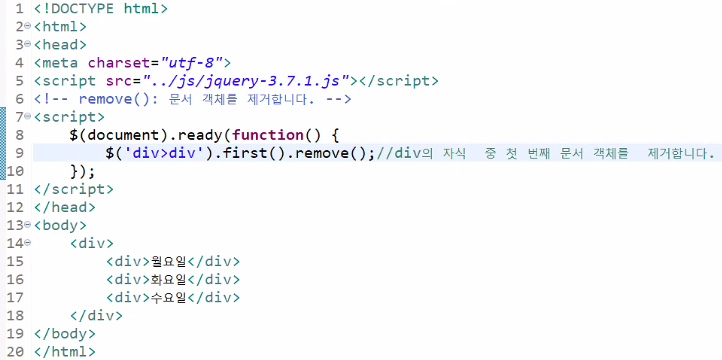 1 <!DOCTYPE html>
2 <html>
3 <head>
4 <meta charset="utf-8">
5 <script src="../js/jquery-3.7.1.js"></script>
6 <!-- remove(): 문서 객체를 제거합니다. -->
7 <script>
8     $(document).ready(function() {
9         $('div>div').first().remove();//div의 자식  중 첫 번째 문서 객체를  제거합니다.
10     });
11 </script>
12 </head>
13 <body>
14     <div>
15         <div>월요일</div>
16         <div>화요일</div>
17         <div>수요일</div>
18     </div>
19 </body>
20 </html>